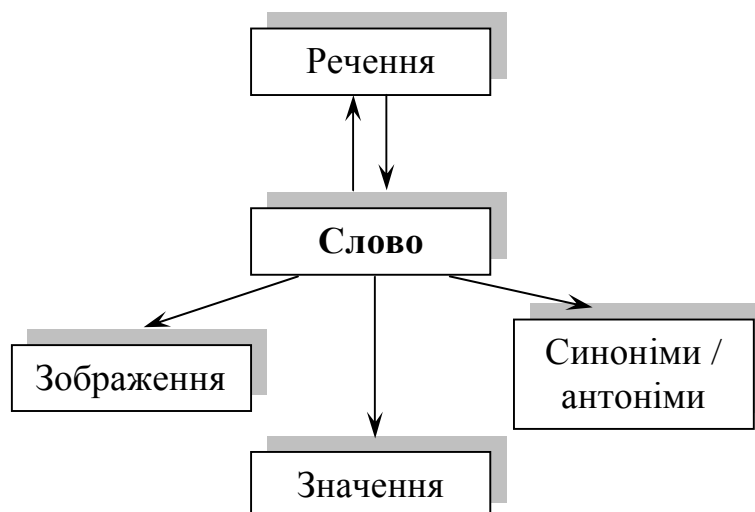 Речення
Слово
Зображення
Синоніми /
антоніми
Значення